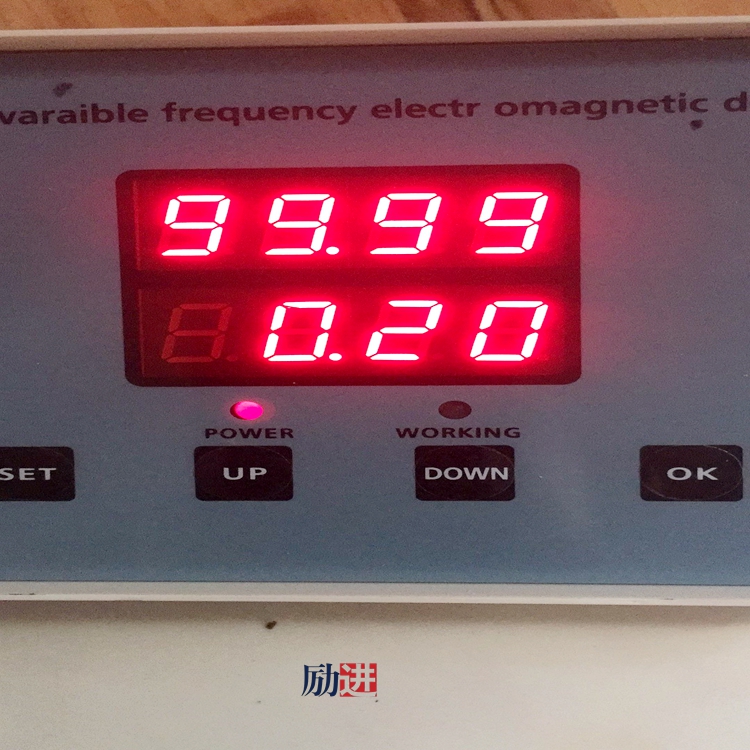 varaible frequency electr omagnetic d
99.99
0.20
POWER WORKING
SET UP DOWN OK
励进